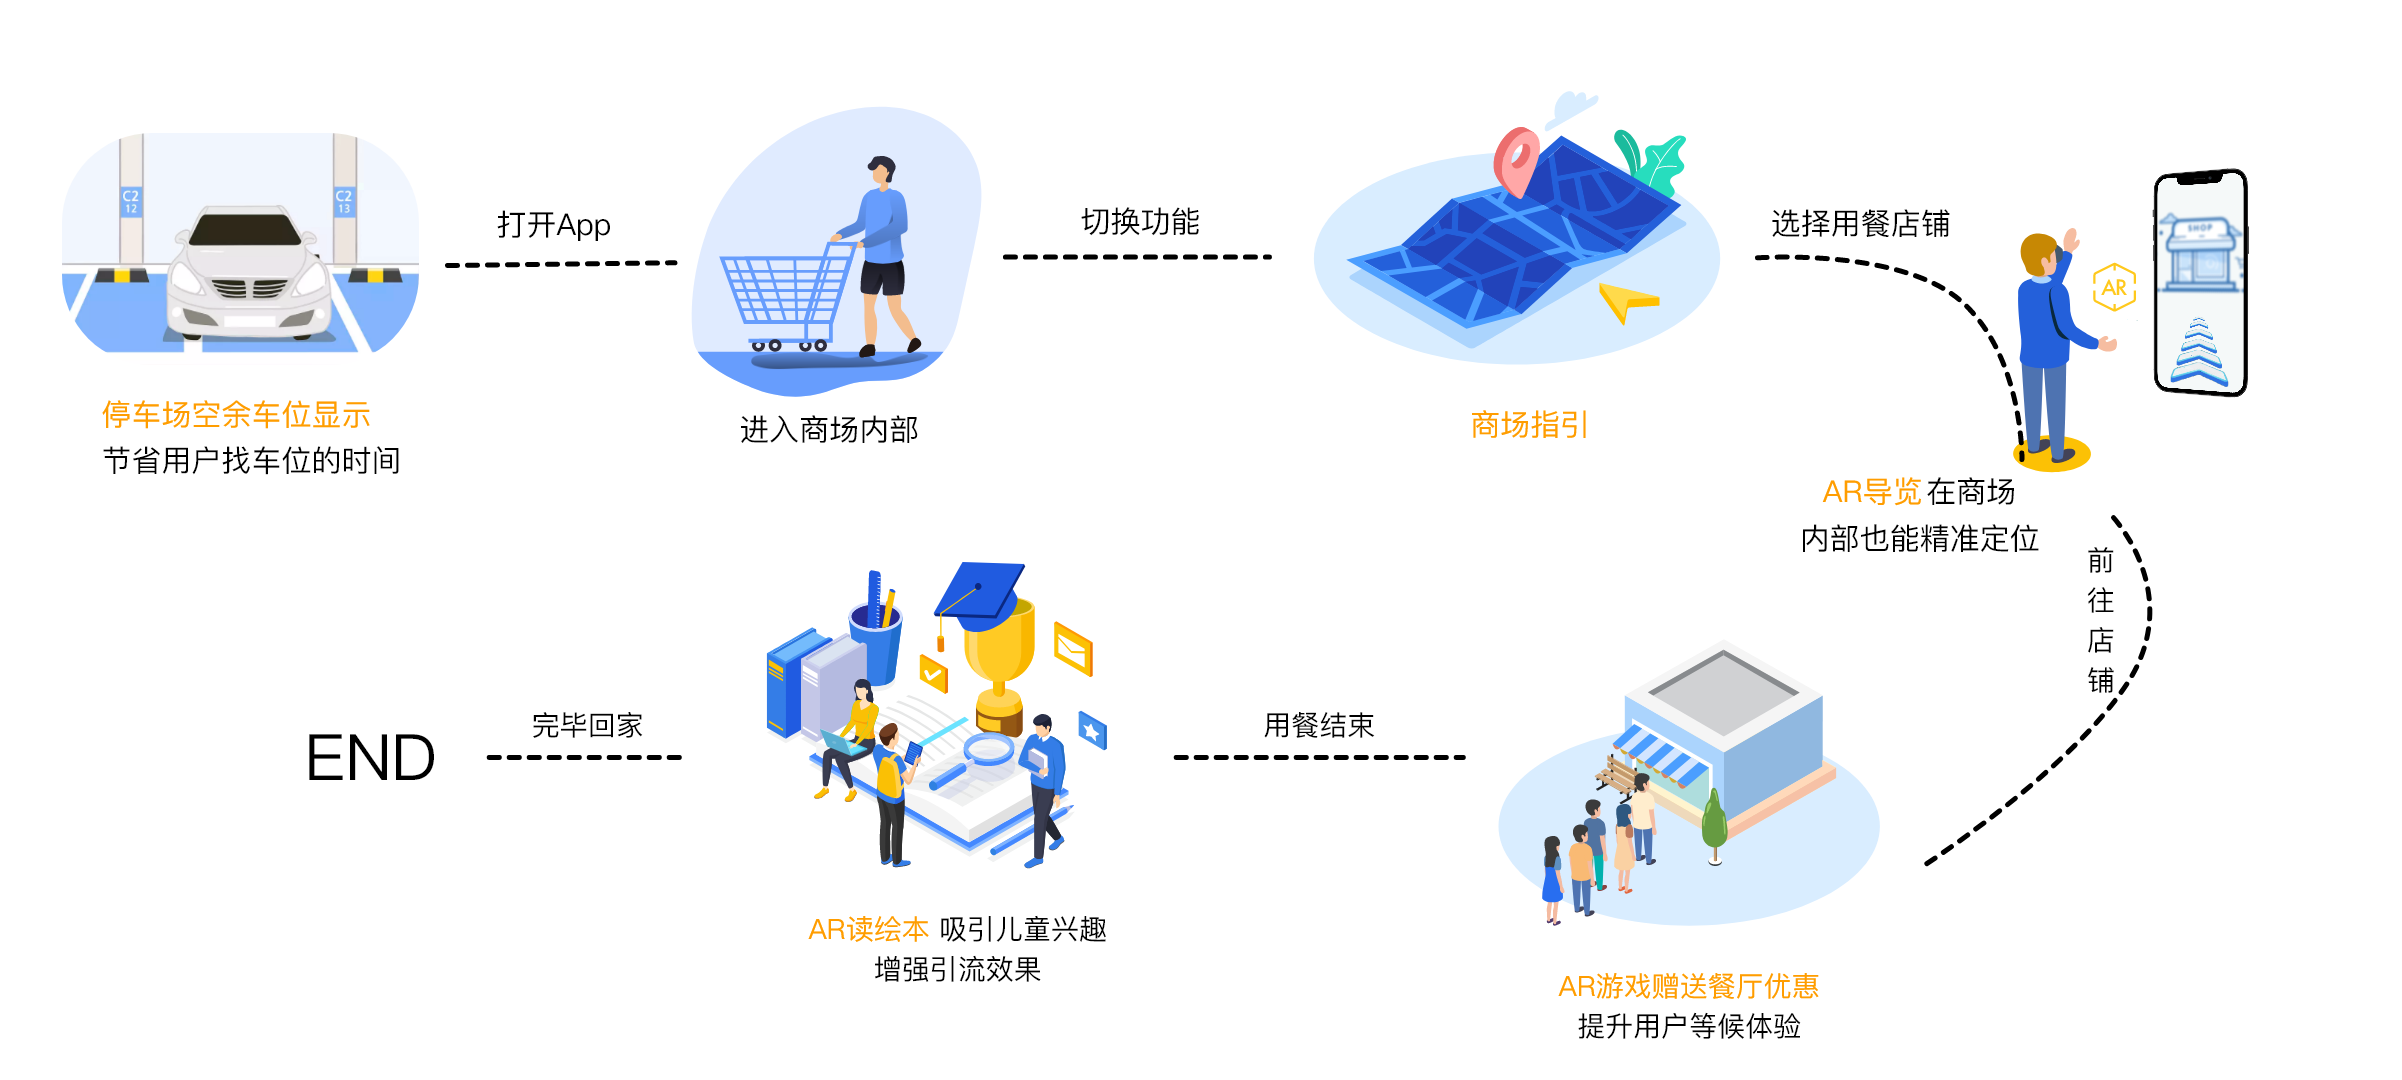 C2
12
C2
13
停车场空余车位显示
节省用户找车位的时间
打开App
进入商场内部
切换功能
商场指引
选择用餐店铺
AR
SHOP
AR导览 在商场
内部也能精准定位
前往店铺
AR游戏赠送餐厅优惠
提升用户等候体验
用餐结束
AR读绘本 吸引儿童兴趣
增强引流效果
完毕回家
END